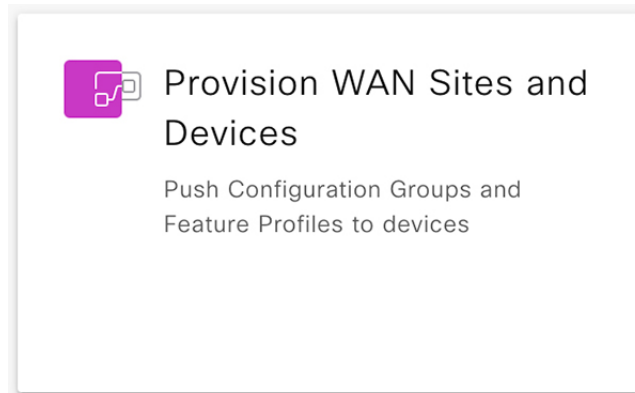 Provision WAN Sites and
Devices
Push Configuration Groups and
Feature Profiles to devices